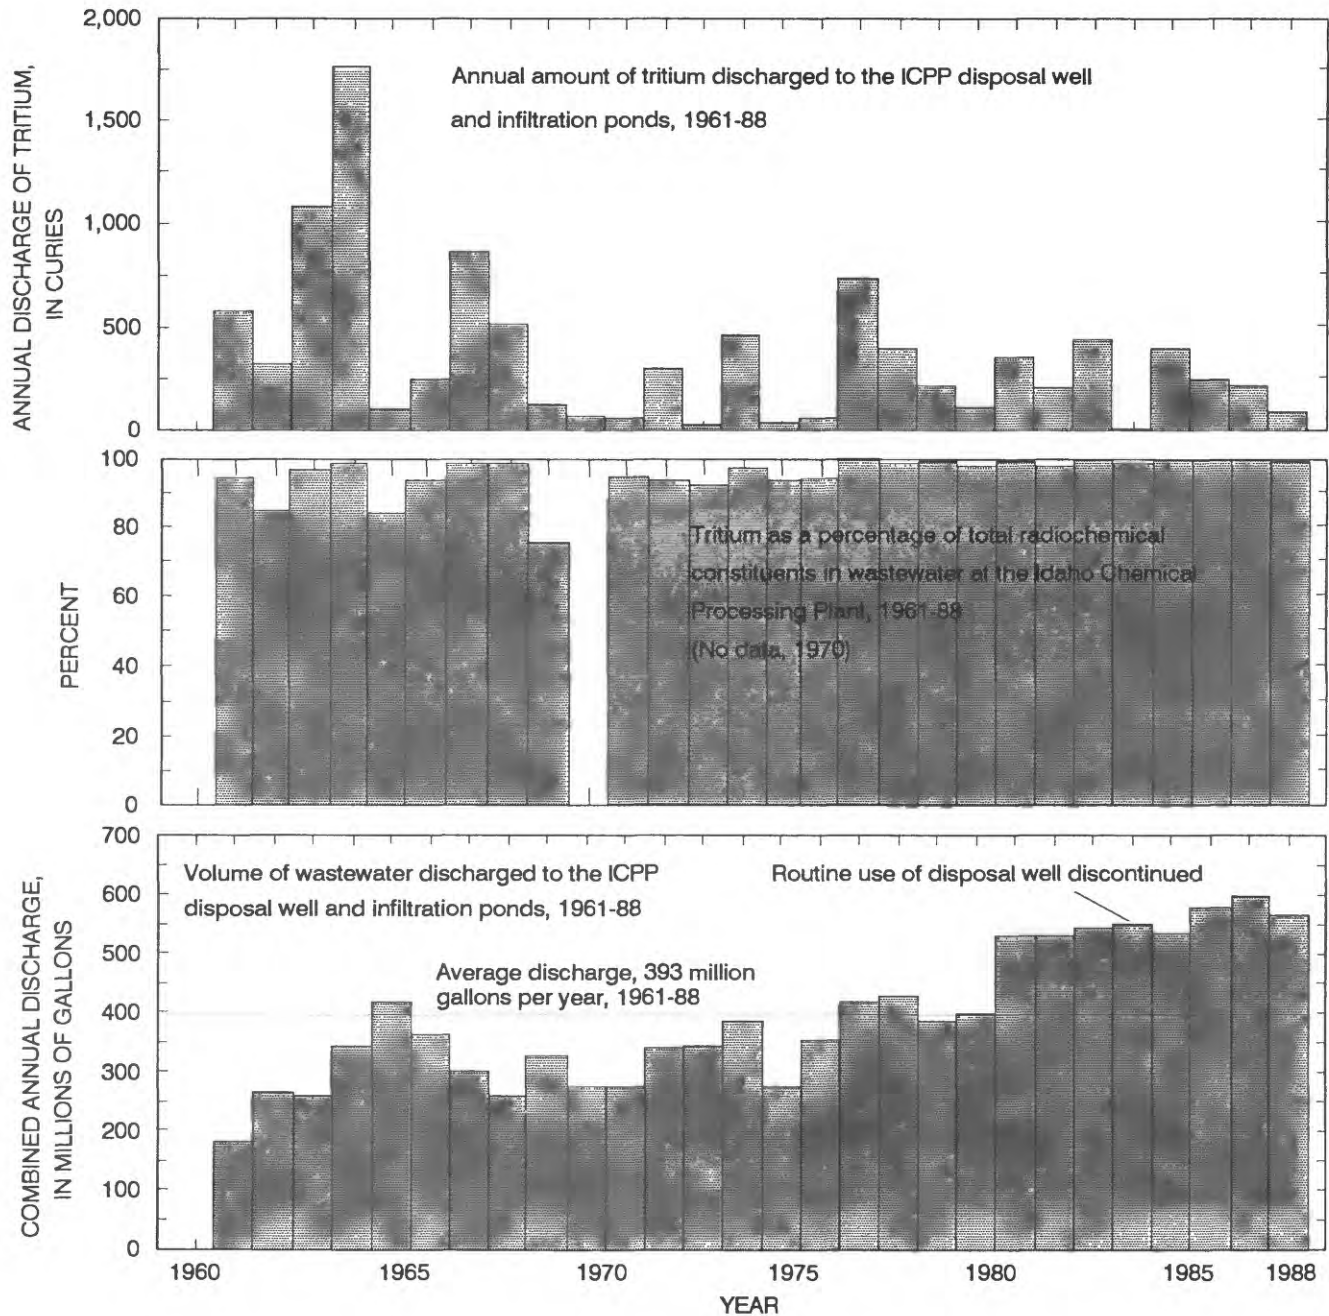 2,000
1,500
1,000
500
0
ANNUAL DISCHARGE OF TRITIUM,
IN CURIES
Annual amount of tritium discharged to the ICPP disposal well
and infiltration ponds, 1961-88
100
80
60
40
20
0
PERCENT
Tritium as a percentage of total radiochemical
constituents in wastewater at the Idaho Chemical
Processing Plant, 1961-88
(No data, 1970)
700
600
500
400
300
200
100
0
COMBINED ANNUAL DISCHARGE,
IN MILLIONS OF GALLONS
Volume of wastewater discharged to the ICPP
disposal well and infiltration ponds, 1961-88
Routine use of disposal well discontinued
Average discharge, 393 million
gallons per year, 1961-88
1960 1965 1970 1975 1980 1985 1988
YEAR